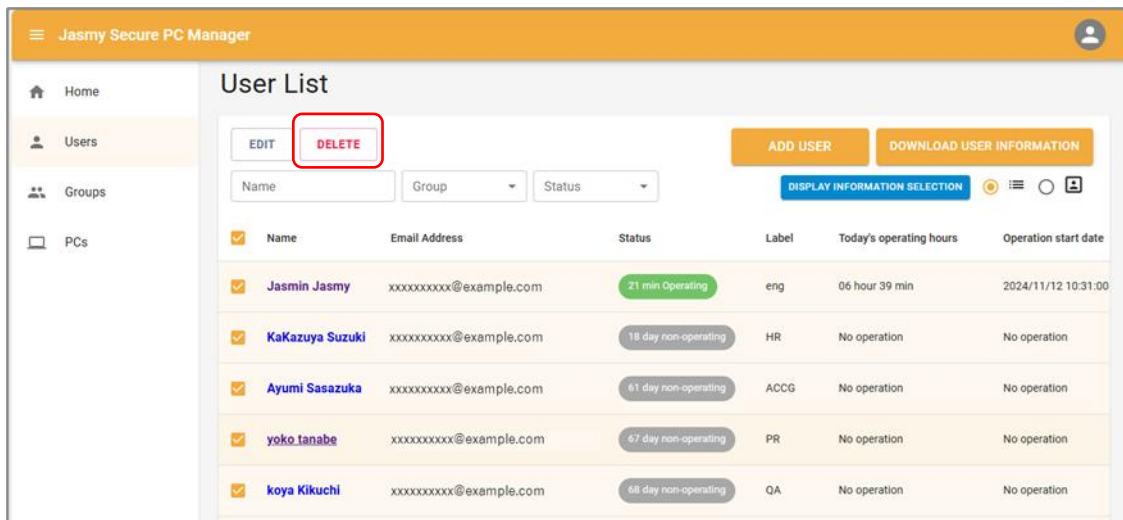 Jasmy Secure PC Manager
Home
Users
Groups
PCs
User List
EDIT DELETE ADD USER DOWNLOAD USER INFORMATION
Name Group Status DISPLAY INFORMATION SELECTION
Name Email Address Status Label Today's operating hours Operation start date
Jasmin Jasmy xxxxxxxxxx@example.com 21 min Operating eng 06 hour 39 min 2024/11/12 10:31:00
KaKazuya Suzuki xxxxxxxxxx@example.com 18 day non-operating HR No operation No operation
Ayumi Sasazuka xxxxxxxxxx@example.com 61 day non-operating ACCG No operation No operation
yoko tanabe xxxxxxxxxx@example.com 67 day non-operating PR No operation No operation
koya Kikuchi xxxxxxxxxx@example.com 68 day non-operating QA No operation No operation